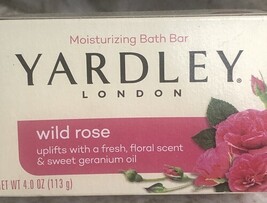 Moisturizing Bath Bar
YARDLEY®
LONDON
wild rose
uplifts with a fresh, floral scent
& sweet geranium oil
NET WT 4.0 OZ (113 g)